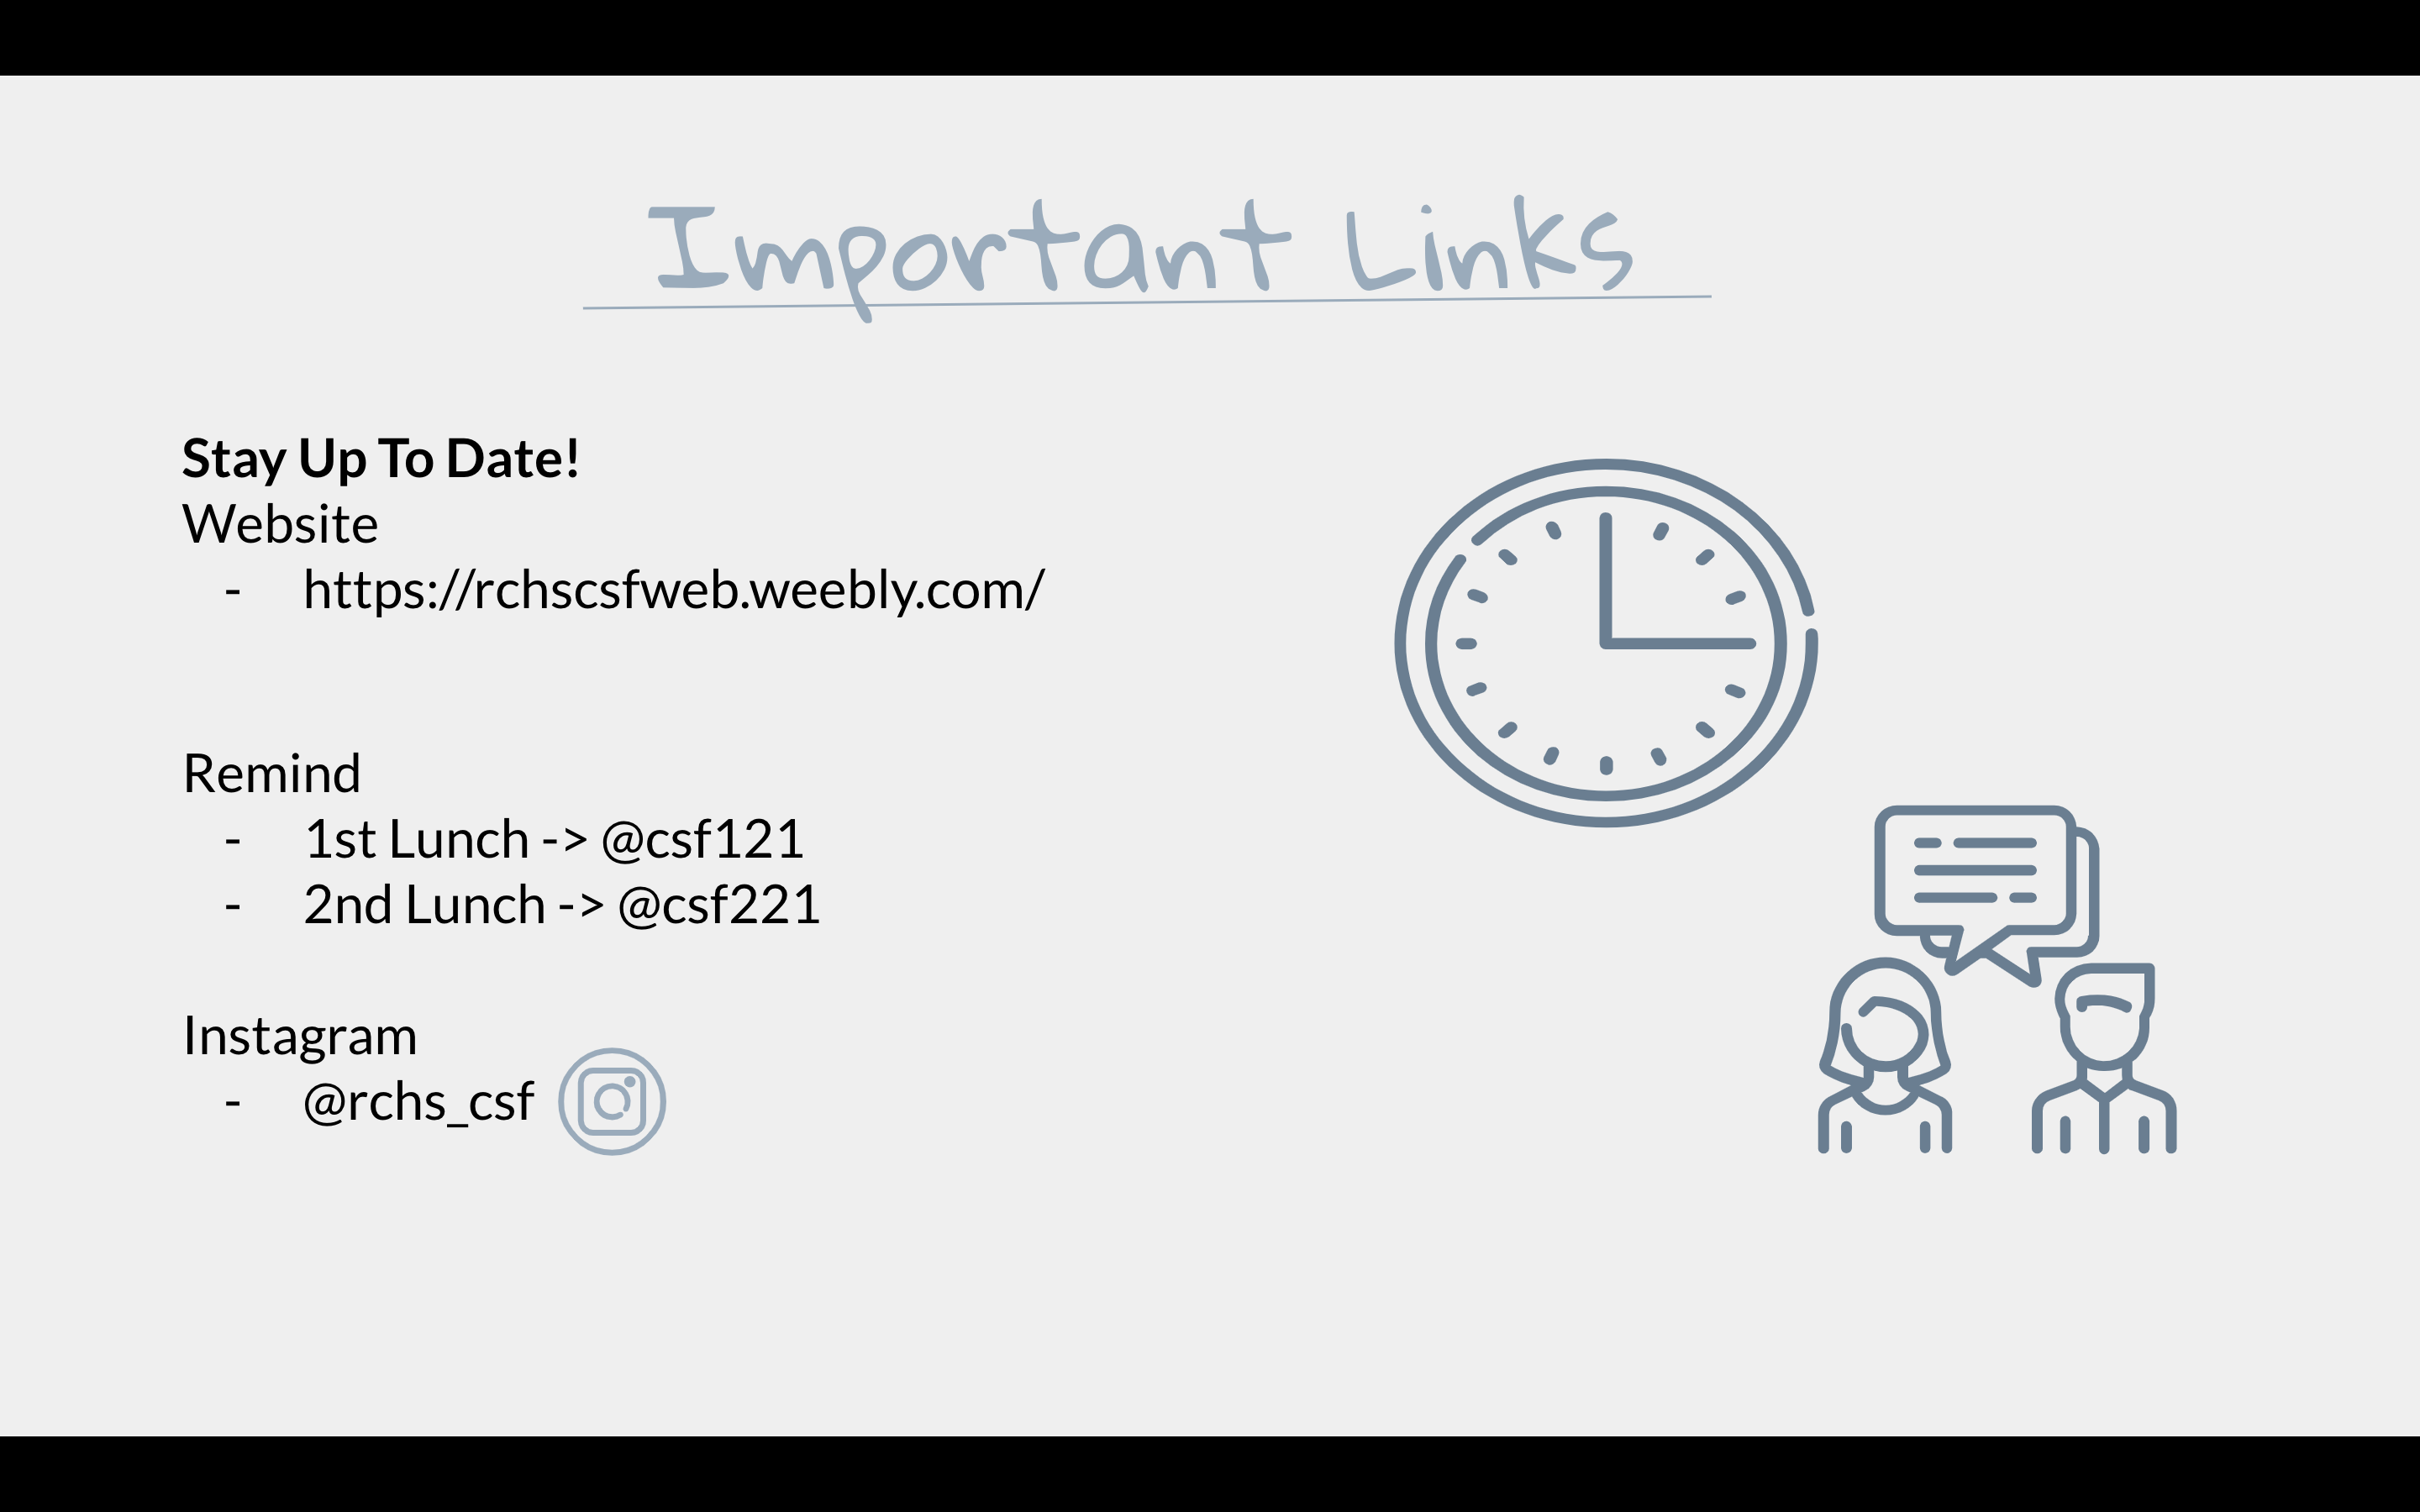 Important Links
Stay Up To Date!
Website
- https://rchscsfweb.weebly.com/
Remind
- 1st Lunch -> @csf121
- 2nd Lunch -> @csf221
Instagram
- @rchs_csf